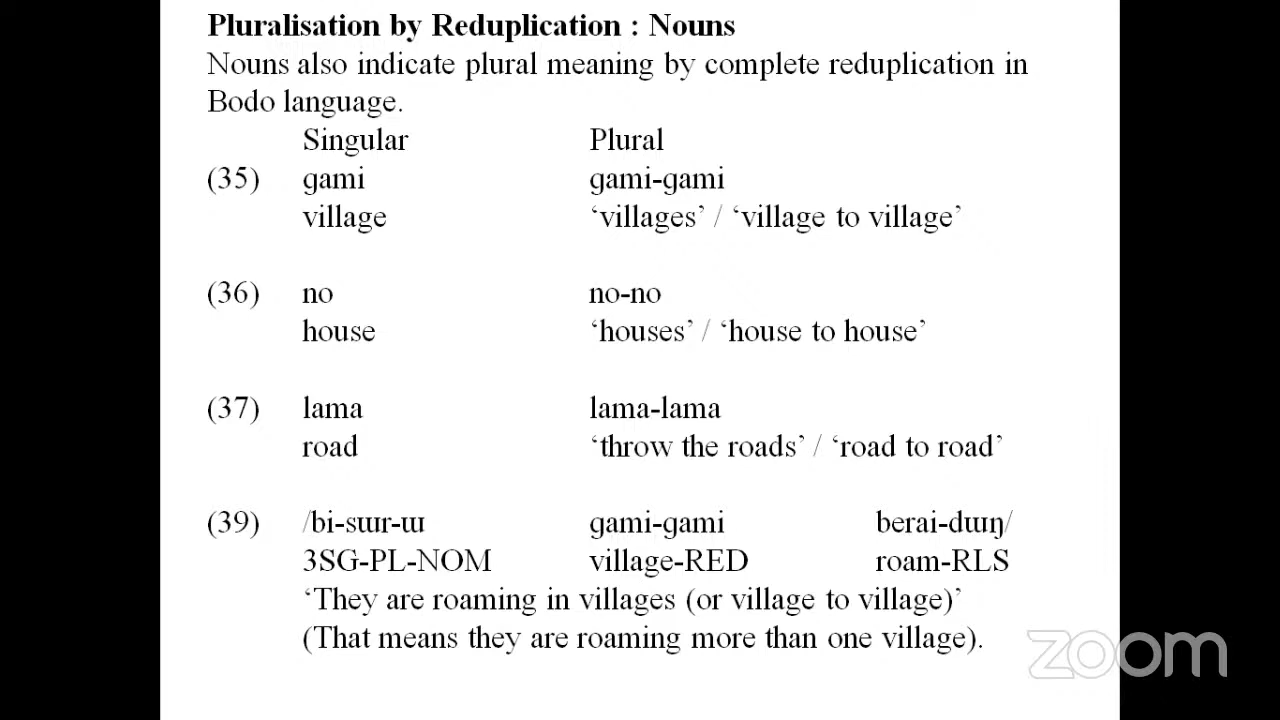 Pluralisation by Reduplication : Nouns
Nouns also indicate plural meaning by complete reduplication in
Bodo language.
Singular Plural
(35) gami gami-gami
village ‘villages’ / ‘village to village’
(36) no no-no
house ‘houses’ / ‘house to house’
(37) lama lama-lama
road ‘throw the roads’ / ‘road to road’
(39) /bi-sɯr-ɯ gami-gami berai-dɯŋ/
3SG-PL-NOM village-RED roam-RLS
‘They are roaming in villages (or village to village)’
(That means they are roaming more than one village).
zoom